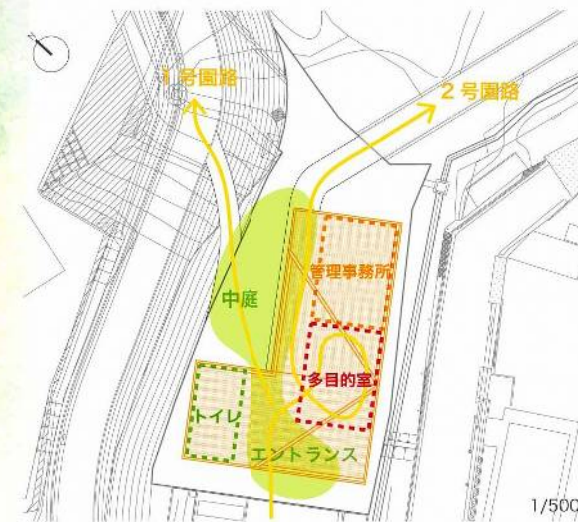 1号園路
2号園路
管理事務所
中庭
多目的室
トイレ
エントランス
1/500